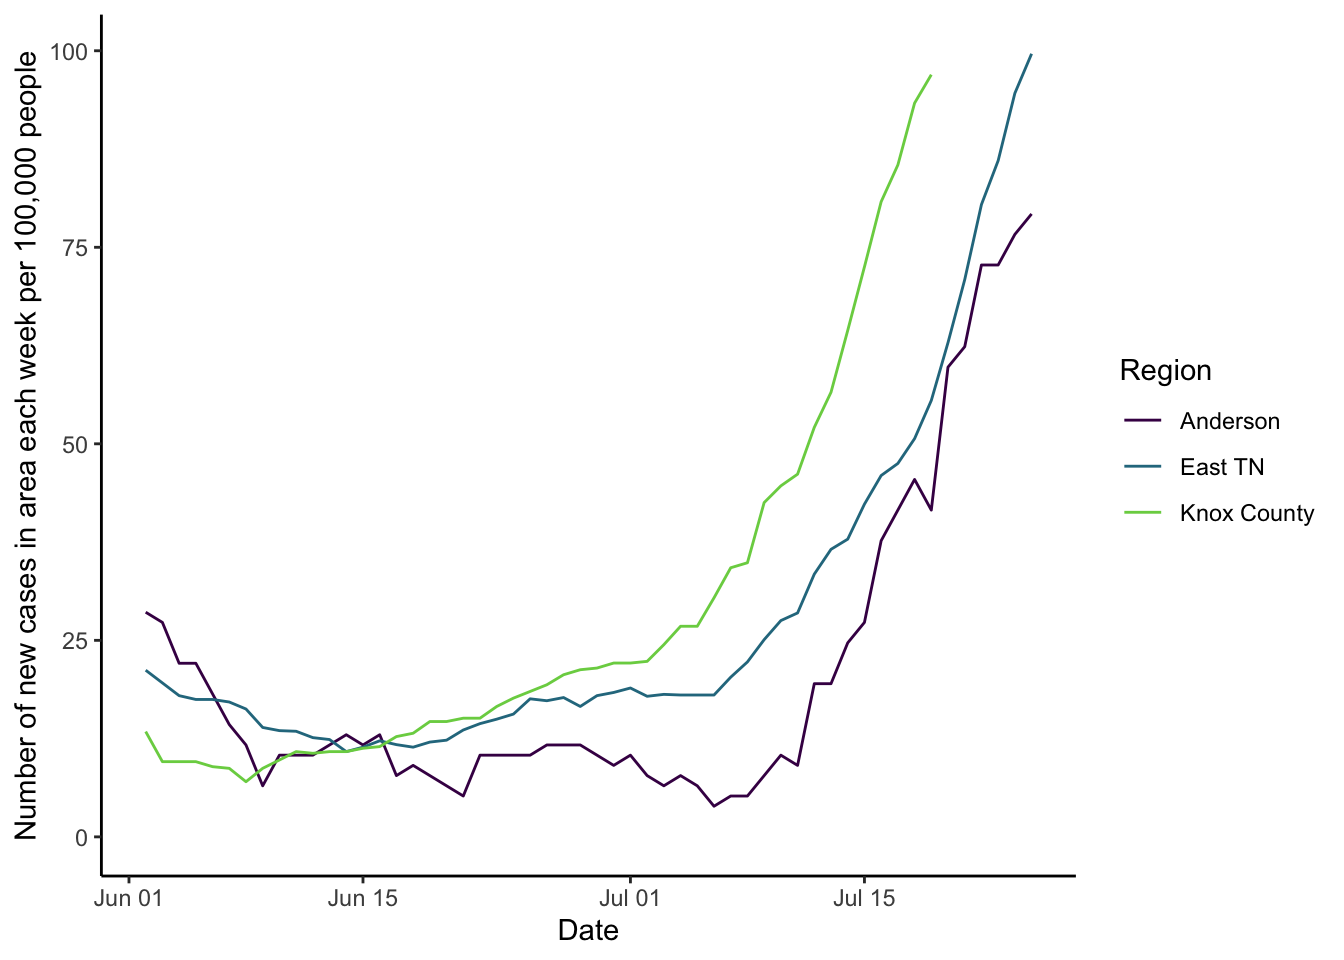 Number of new cases in area each week per 100,000 people
100
75
50
25
0
Jun 01
Jun 15
Jul 01
Jul 15
Date
Region
Anderson
East TN
Knox County